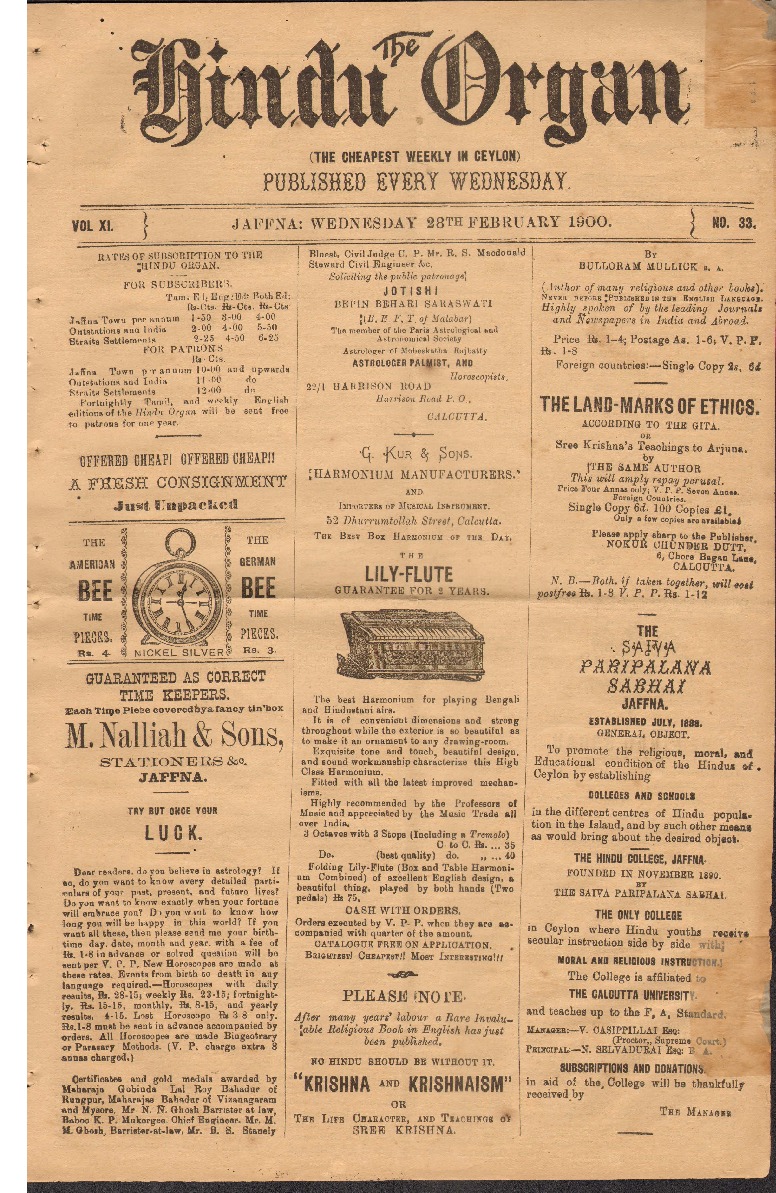 The
Hindu Organ
(THE CHEAPEST WEEKLY IN CEYLON)
PUBLISHED EVERY WEDNESDAY.
VOL XI. JAFFNA: WEDNESDAY 28TH FEBRUARY 1900. NO. 33.
RATES OF SUBSCRIPTION TO THE
HINDU ORGAN.
FOR SUBSCRIBERS.
Tam. Ed; Eng: Ed: Both Ed:
Rs-Cts. Rs-Cts. Rs-Cts
Jaffna Town per annum 1-50 3-00 4-00
Outstations and India 2-00 4-00 5-50
Straits Settlements 2-25 4-50 6-25
FOR PATRONS
Rs-Cts.
Jaffna Town per annum 10-00 and upwards
Outstations and India 11-00 do
Straits Settlements 12-00 do
Fortnightly Tamil, and weekly English
editions of the Hindu Organ will be sent free
to patrons for one year.
OFFERED CHEAP! OFFERED CHEAP!!
A FRESH CONSIGNMENT
Just Unpacked
THE
AMERICAN
BEE
TIME
PIECES.
Rs. 4.
NICKEL SILVER
THE
GERMAN
BEE
TIME
PIECES.
Rs. 3.
GUARANTEED AS CORRECT
TIME KEEPERS.
Each Time Piece covered by a fancy tin box
M. Nalliah & Sons,
STATIONERS &c.
JAFFNA.
TRY BUT ONCE YOUR
LUCK.
Dear readers, do you believe in astrology? If
so, do you want to know every detailed parti-
culars of your past, present, and future lives?
Do you want to know exactly when your fortune
will embrace you? Do you want to know how
long you will be happy in this world? If you
want all these, then please send me your birth-
time day, date, month and year, with a fee of
Rs. 1-8 in advance or solved question will be
sent per V. P. P. New Horoscopes are made at
these rates. Events from birth to death in any
language required.—Horoscopes with daily
results, Rs. 28-15; weekly Rs. 22-15; fortnight-
ly, Rs. 15-15, monthly, Rs. 8-15, and yearly
results, 4-15. Lost Horoscope Rs 3-8 only.
Rs.1-8 must be sent in advance accompanied by
orders. All Horoscopes are made Bingsotrary
or Parasary Methods. (V. P. charge extra 3
annas charged.)
Certificates and gold medals awarded by
Maharaja Gobinda Lal Roy Bahadur of
Rungpur, Maharajas Bahadur of Vizanagaram
and Mysore, Mr. N. N. Ghosh Barrister at law,
Baboo K. P. Mukergee. Chief Engineer. Mr. M.
M. Ghosh, Barrister-at-law, Mr. B. S. Stanely
Elnest, Civil Judge C. P. Mr. R. S. Macdonald
Steward Civil Engineer &c.
Soliciting the public patronage
JOTISHI
BEPIN BEHARI SARASWATI
The member of the Paris Astrological and
Astronomical Society
Astrologer of Mobeskatha Rajbatty
ASTROLOGER PALMIST, AND
Horoscopists,
22/1 HARRISON ROAD
Harrison Road P. O.,
CALCUTTA.
G. KUR & SONS.
"HARMONIUM MANUFACTURERS."
AND
IMPORTERS OF MUSICAL INSTRUMENT.
52 Dhurrumtollah Street, Calcutta.
THE BEST BOX HARMONIUM OF THE DAY.
THE
LILY-FLUTE
GUARANTEE FOR 2 YEARS.
The best Harmonium for playing Bengali
and Hindustani airs.
It is of convenient dimensions and strong
throughout while the exterior is so beautiful as
to make it an ornament to any drawing-room.
Exquisite tone and touch, beautiful design,
and sound workmanship characterize this High
Class Harmonium.
Fitted with all the latest improved mechan-
isms.
Highly recommended by the Professors of
Music and appreciated by the Music Trade all
over India.
3 Octaves with 3 Stops (Including a Tremolo)
C to C. Rs. ... 35
Do. (best quality) do. „ ... 40
Folding Lily-Flute (Box and Table Harmoni-
um Combined) of excellent English design, a
beautiful thing, played by both hands (Two
pedals) Rs 75,
CASH WITH ORDERS.
Orders executed by V. P. P. when they are ac-
companied with quarter of the amount.
CATALOGUE FREE ON APPLICATION.
BRIGHTEST! CHEAPEST!! MOST INTERESTING!!!
PLEASE NOTE.
After many years' labour a Rare Invalu-
able Religious Book in English has just
been published.
NO HINDU SHOULD BE WITHOUT IT.
"KRISHNA AND KRISHNAISM"
OR
THE LIFE CHARACTER, AND TEACHINGS OF
SREE KRISHNA.
By
BULLORAM MULLICK B. A.
(Author of many religious and other books).
NEVER BEFORE PUBLISHED IN THE ENGLISH LANGUAGE.
Highly spoken of by the leading Journals
and Newspapers in India and Abroad.
Price Rs. 1-4; Postage As. 1-6; V. P. P.
Rs. 1-8
Foreign countries:—Single Copy 2s, 6d
THE LAND-MARKS OF ETHICS.
ACCORDING TO THE GITA.
OR
Sree Krishna's Teachings to Arjuna.
by
THE SAME AUTHOR
This will amply repay perusal.
Price Four Annas only; V. P. P. Seven Annas.
Foreign Countries.
Single Copy 6d. 100 Copies £1.
Only a few copies are available
Please apply sharp to the Publisher,
NOKUR CHUNDER DUTT,
6, Chore Bagan Lane,
CALCUTTA.
N. B.—Both, if taken together, will cost
postfree Rs. 1-8 V. P. P. Rs. 1-12
THE
SAIVA
PARIPALANA
SABHAI
JAFFNA.
ESTABLISHED JULY, 1888.
GENERAL OBJECT.
To promote the religious, moral, and
Educational condition of the Hindus of
Ceylon by establishing
COLLEGES AND SCHOOLS
in the different centres of Hindu popula-
tion in the Island, and by such other means
as would bring about the desired object.
THE HINDU COLLEGE, JAFFNA.
FOUNDED IN NOVEMBER 1890.
BY
THE SAIVA PARIPALANA SABHAI.
THE ONLY COLLEGE
in Ceylon where Hindu youths receive
secular instruction side by side with
MORAL AND RELIGIOUS INSTRUCTION.
The College is affiliated to
THE CALCUTTA UNIVERSITY
and teaches up to the F, A, Standard.
MANAGER:—V. CASIPPILLAI ESQ:
(Proctor., Supreme Court.)
PRINCIPAL:—N. SELVADURAI ESQ: B. A.
SUBSCRIPTIONS AND DONATIONS.
in aid of the College will be thankfully
received by
THE MANAGER